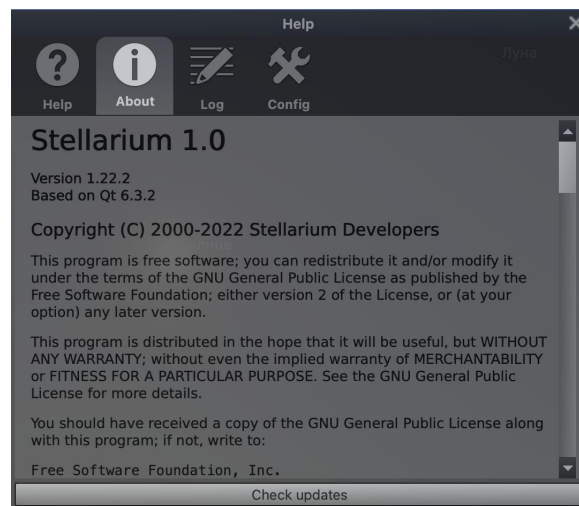 Help
Луна
Help
About
Log
Config
Stellarium 1.0
Version 1.22.2
Based on Qt 6.3.2
Copyright (C) 2000-2022 Stellarium Developers
This program is free software; you can redistribute it and/or modify it
under the terms of the GNU General Public License as published by the
Free Software Foundation; either version 2 of the License, or (at your
option) any later version.
This program is distributed in the hope that it will be useful, but WITHOUT
ANY WARRANTY; without even the implied warranty of MERCHANTABILITY
or FITNESS FOR A PARTICULAR PURPOSE. See the GNU General Public
License for more details.
You should have received a copy of the GNU General Public License along
with this program; if not, write to:
Free Software Foundation, Inc.
Check updates